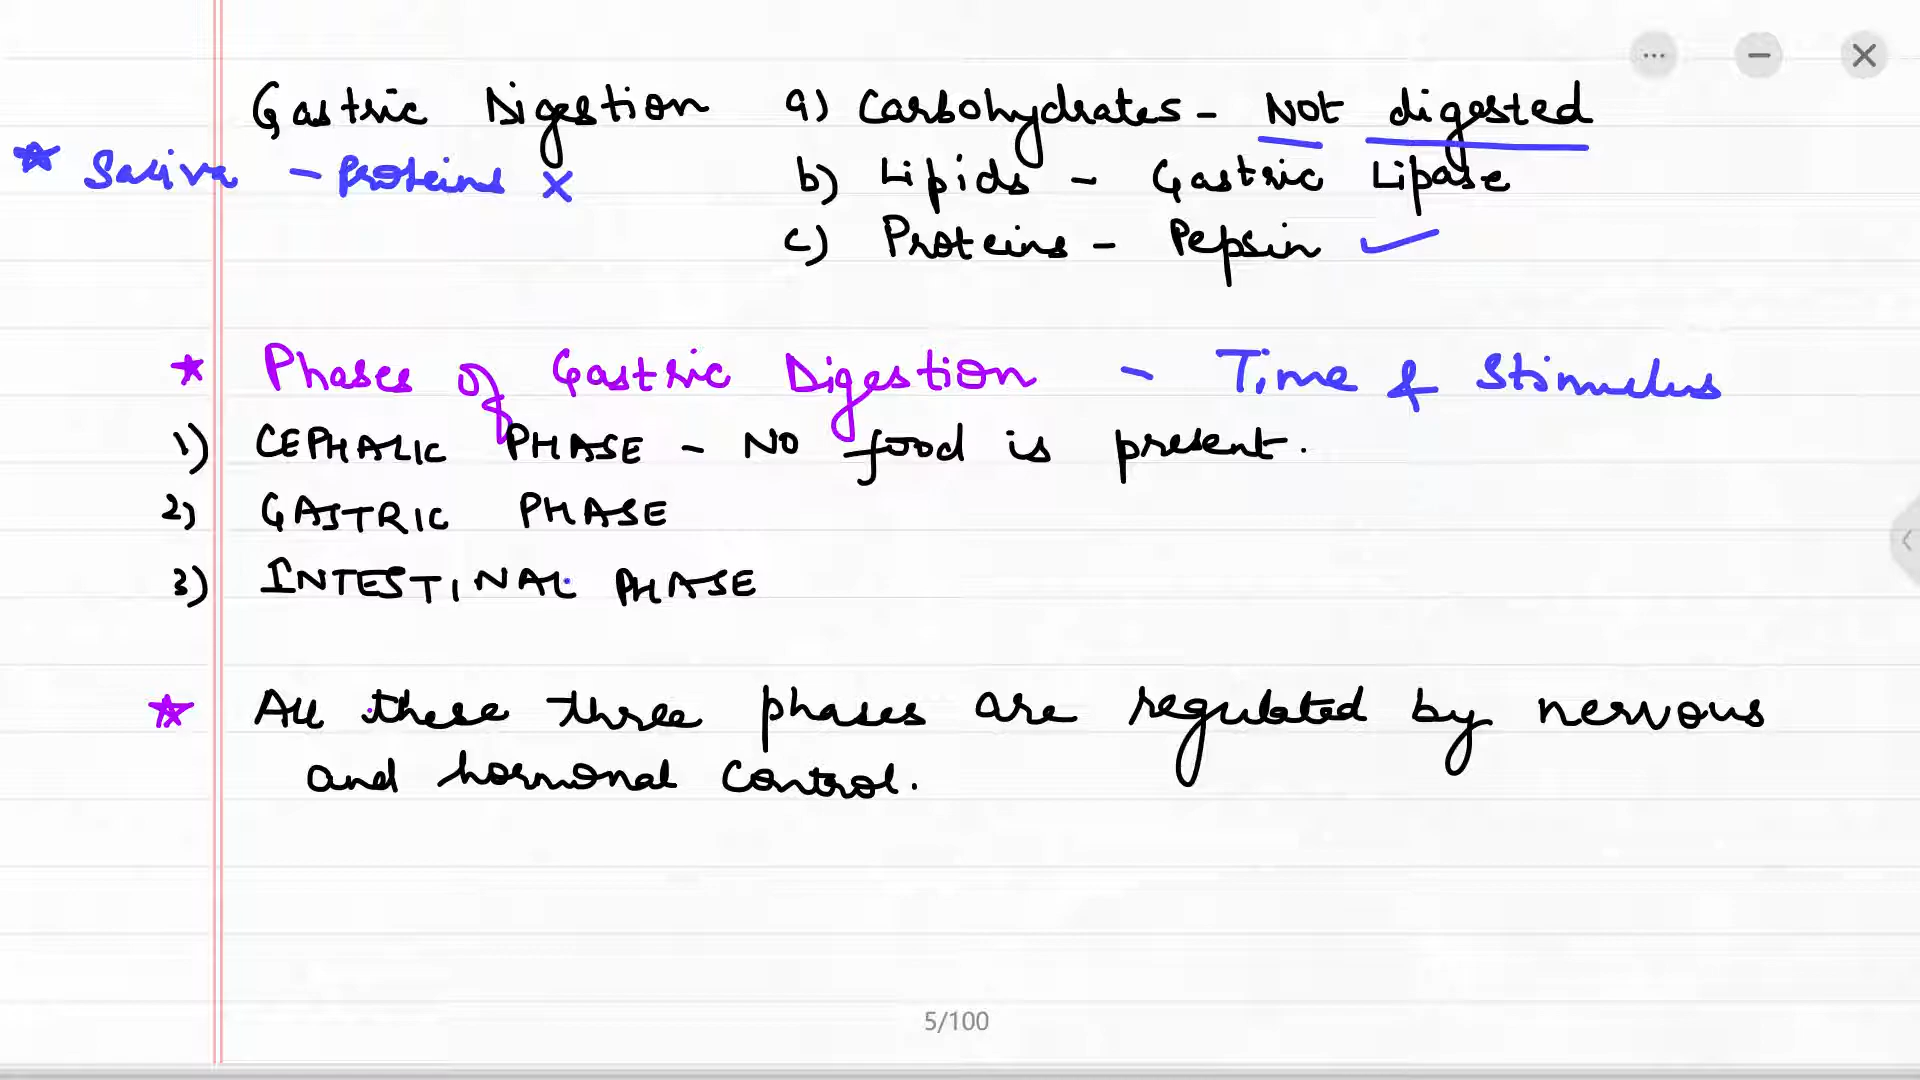 Gastric Digestion a) Carbohydrates - Not digested
* Saliva - Proteins x b) Lipids - Gastric Lipase
c) Proteins - Pepsin ✓
* Phases of Gastric Digestion - Time & Stimulus
1) CEPHALIC PHASE - NO food is present.
2) GASTRIC PHASE
3) INTESTINAL PHASE
* All these three phases are regulated by nervous
and hormonal control.
5/100